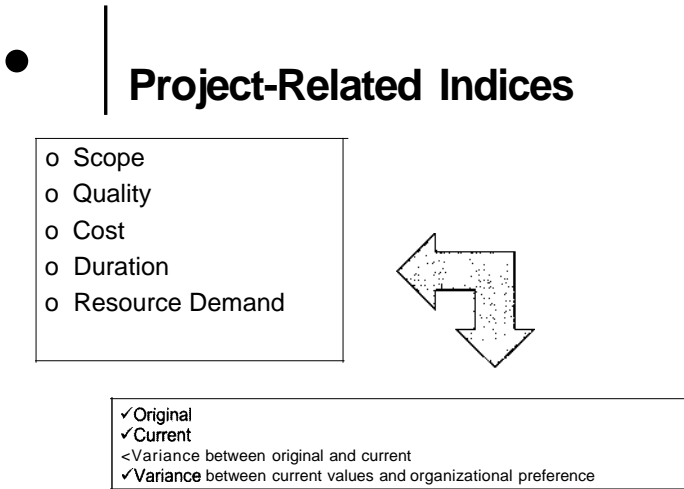 Project-Related Indices
o Scope
o Quality
o Cost
o Duration
o Resource Demand
✓Original
✓Current
<Variance between original and current
✓Variance between current values and organizational preference